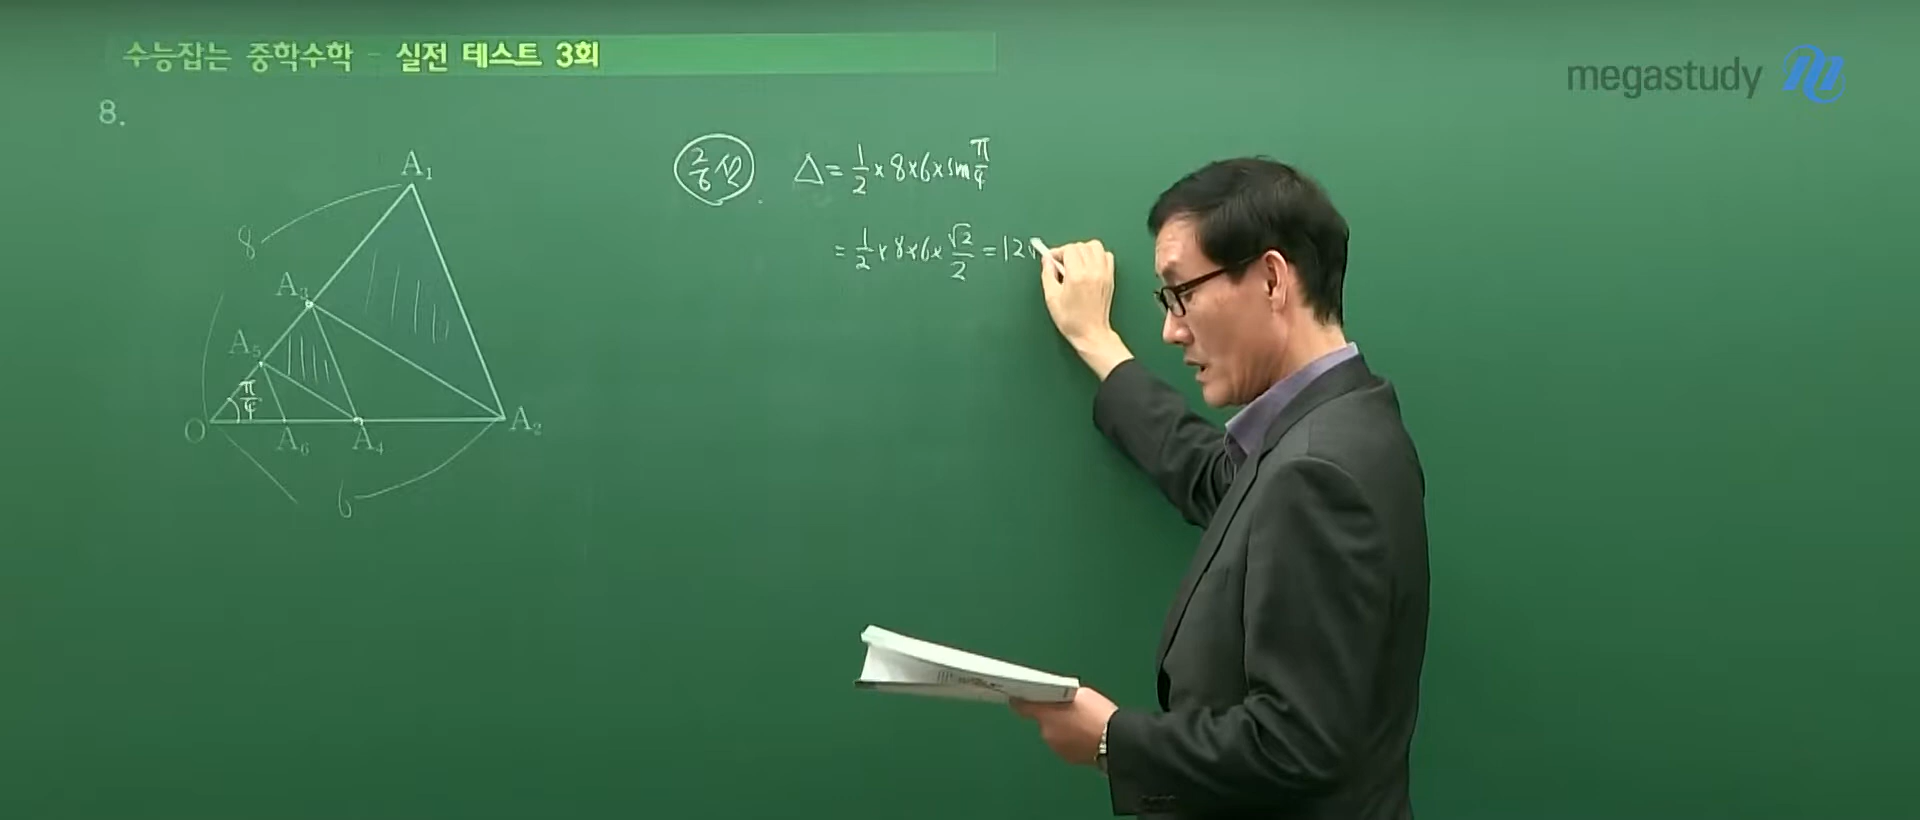 수능잡는 중학수학 - 실전 테스트 3회
megastudy
8.
A₁
8
A₃
A₅
π/4
O
A₆
A₄
A₂
6
△ = 1/2 × 8 × 6 × sin π/4
= 1/2 × 8 × 6 × √2/2 = 12